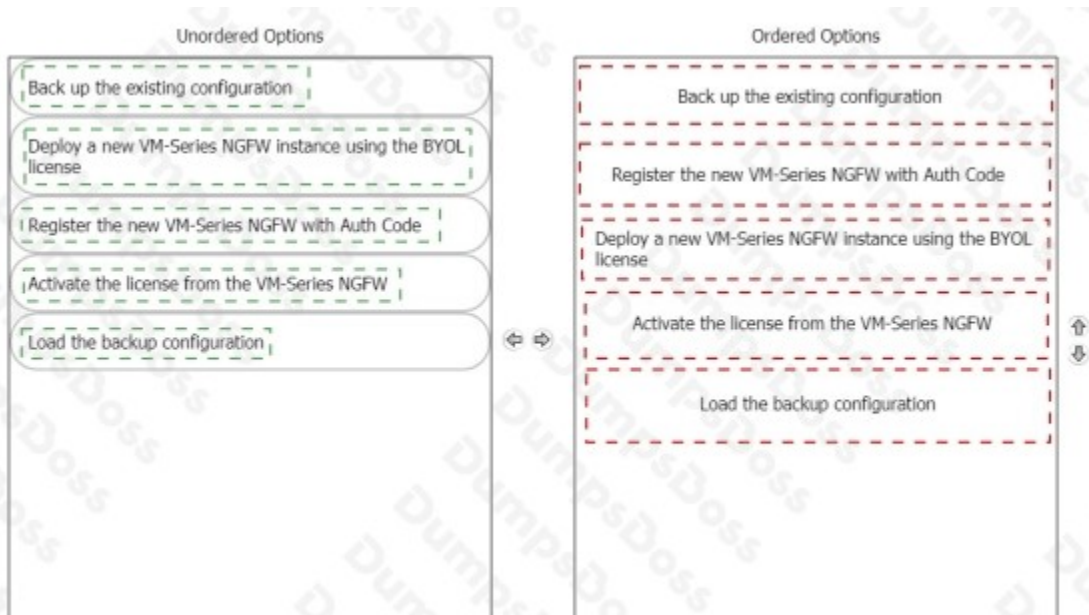 Unordered Options
Back up the existing configuration
Deploy a new VM-Series NGFW instance using the BYOL
license
Register the new VM-Series NGFW with Auth Code
Activate the license from the VM-Series NGFW
Load the backup configuration
Ordered Options
Back up the existing configuration
Register the new VM-Series NGFW with Auth Code
Deploy a new VM-Series NGFW instance using the BYOL
license
Activate the license from the VM-Series NGFW
Load the backup configuration
DumpsDoss